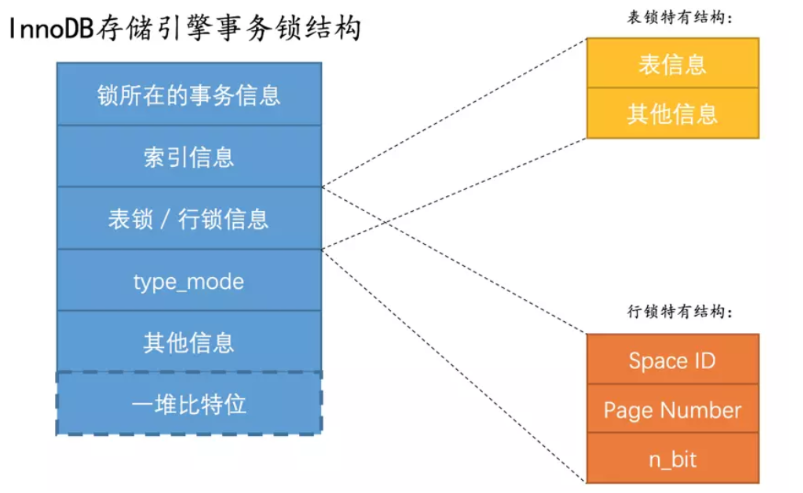 InnoDB存储引擎事务锁结构
锁所在的事务信息
索引信息
表锁 / 行锁信息
type_mode
其他信息
一堆比特位
表锁特有结构：
表信息
其他信息
行锁特有结构：
Space ID
Page Number
n_bit